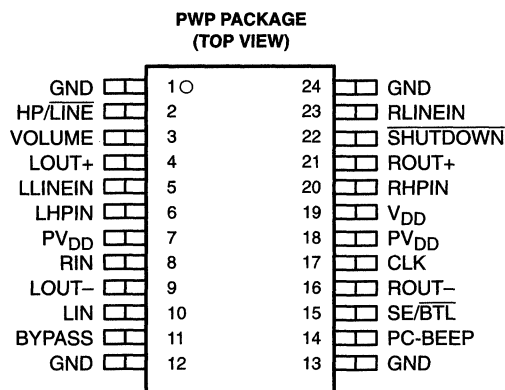 PWP PACKAGE
(TOP VIEW)
GND 1 24 GND
HP/LINE 2 23 RLINEIN
VOLUME 3 22 SHUTDOWN
LOUT+ 4 21 ROUT+
LLINEIN 5 20 RHPIN
LHPIN 6 19 VDD
PVDD 7 18 PVDD
RIN 8 17 CLK
LOUT− 9 16 ROUT−
LIN 10 15 SE/BTL
BYPASS 11 14 PC-BEEP
GND 12 13 GND